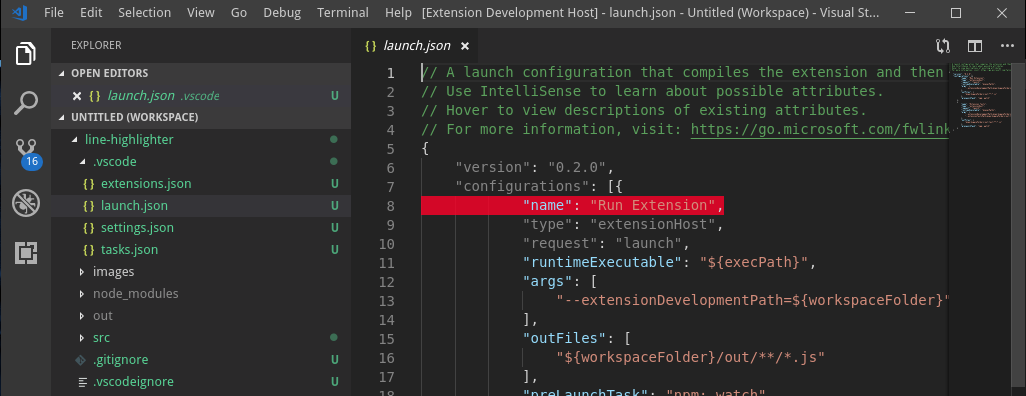 File Edit Selection View Go Debug Terminal Help [Extension Development Host] - launch.json - Untitled (Workspace) - Visual St...
EXPLORER
OPEN EDITORS
launch.json .vscode U
UNTITLED (WORKSPACE)
line-highlighter
.vscode
extensions.json U
launch.json U
settings.json U
tasks.json U
images
node_modules
out
src
.gitignore U
.vscodeignore U
16
launch.json
1 // A launch configuration that compiles the extension and then
2 // Use IntelliSense to learn about possible attributes.
3 // Hover to view descriptions of existing attributes.
4 // For more information, visit: https://go.microsoft.com/fwlink
5 {
6 "version": "0.2.0",
7 "configurations": [{
8 "name": "Run Extension",
9 "type": "extensionHost",
10 "request": "launch",
11 "runtimeExecutable": "${execPath}",
12 "args": [
13 "--extensionDevelopmentPath=${workspaceFolder}"
14 ],
15 "outFiles": [
16 "${workspaceFolder}/out/**/*.js"
17 ],
18 "preLaunchTask": "npm: watch"